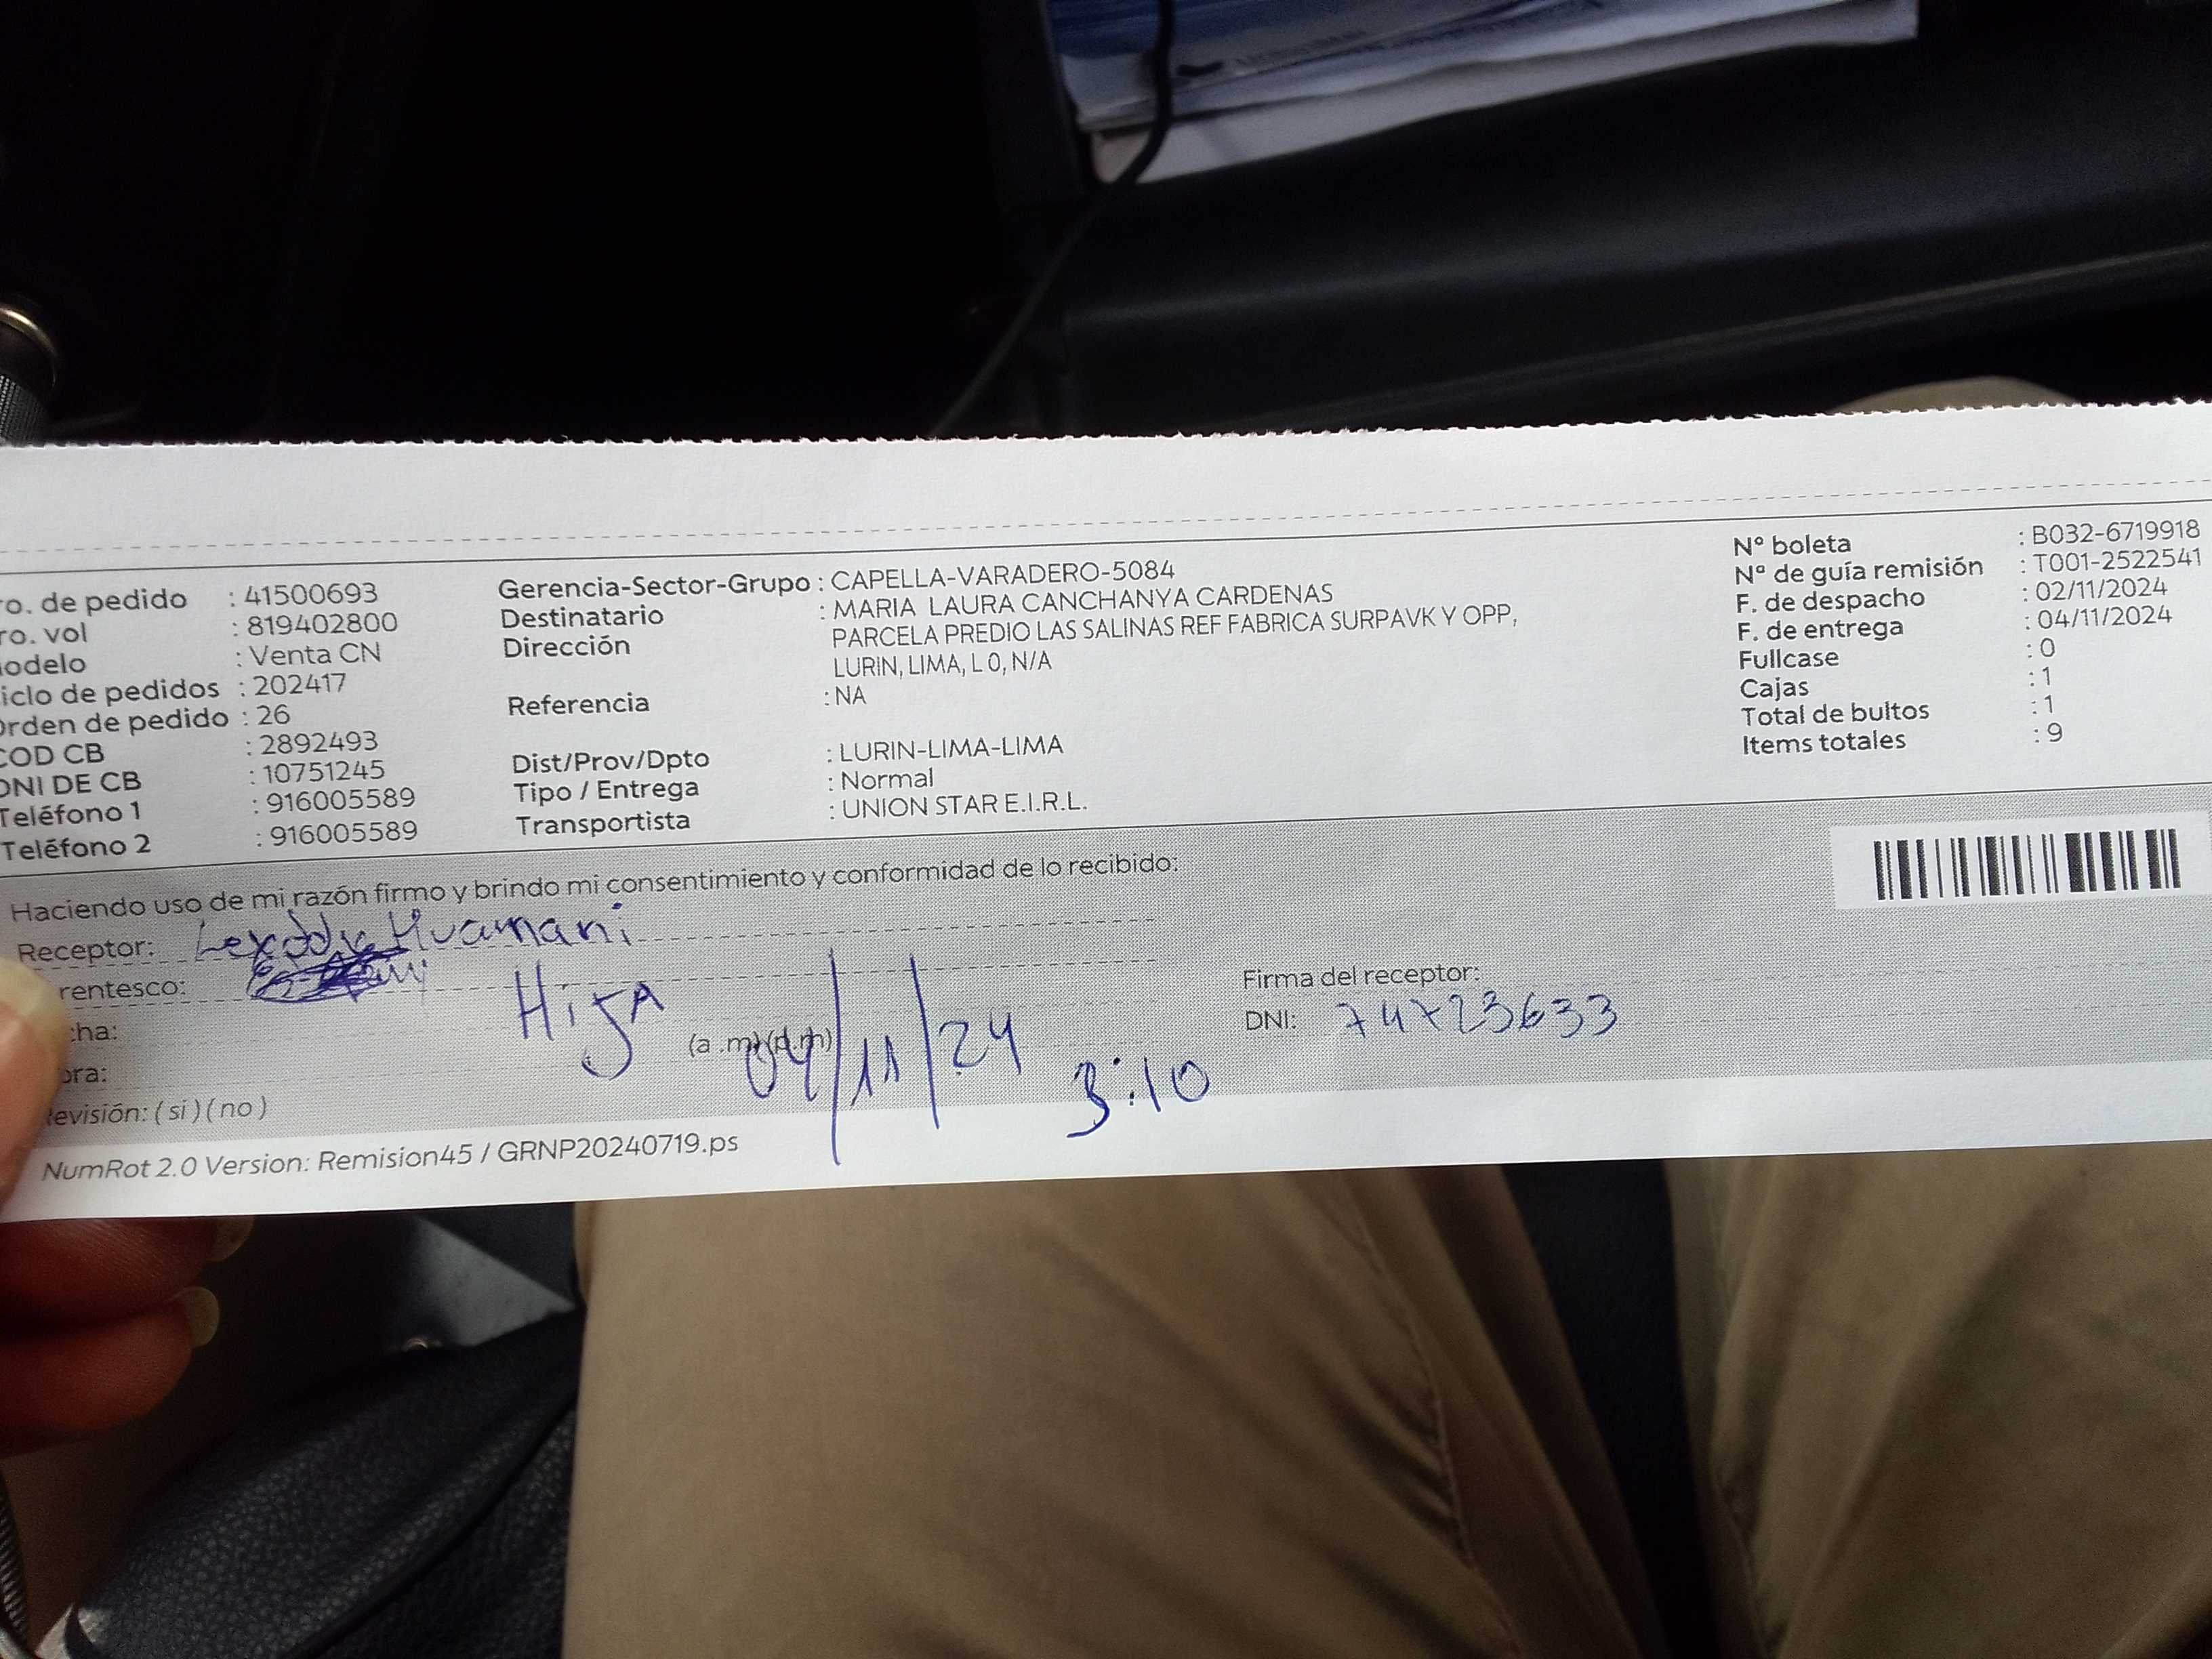 ro. de pedido : 41500693
ro. vol : 819402800
odelo : Venta CN
iclo de pedidos : 202417
Orden de pedido : 26
COD CB : 2892493
DNI DE CB : 10751245
Teléfono 1 : 916005589
Teléfono 2 : 916005589
Gerencia-Sector-Grupo : CAPELLA-VARADERO-5084
Destinatario : MARIA LAURA CANCHANYA CARDENAS
Dirección PARCELA PREDIO LAS SALINAS REF FABRICA SURPAVK Y OPP,
LURIN, LIMA, L 0, N/A
Referencia : NA
Dist/Prov/Dpto : LURIN-LIMA-LIMA
Tipo / Entrega : Normal
Transportista : UNION STAR E.I.R.L.
Nº boleta : B032-6719918
Nº de guía remisión : T001-2522541
F. de despacho : 02/11/2024
F. de entrega : 04/11/2024
Fullcase : 0
Cajas : 1
Total de bultos : 1
Items totales : 9
Haciendo uso de mi razón firmo y brindo mi consentimiento y conformidad de lo recibido:
Receptor: Huamani
rentesco: HIJA
cha: 04/11/24
ora: (a .m) (p.m) 3:10
Revisión: ( si ) ( no )
Firma del receptor:
DNI: 74723633
NumRot 2.0 Version: Remision45 / GRNP20240719.ps